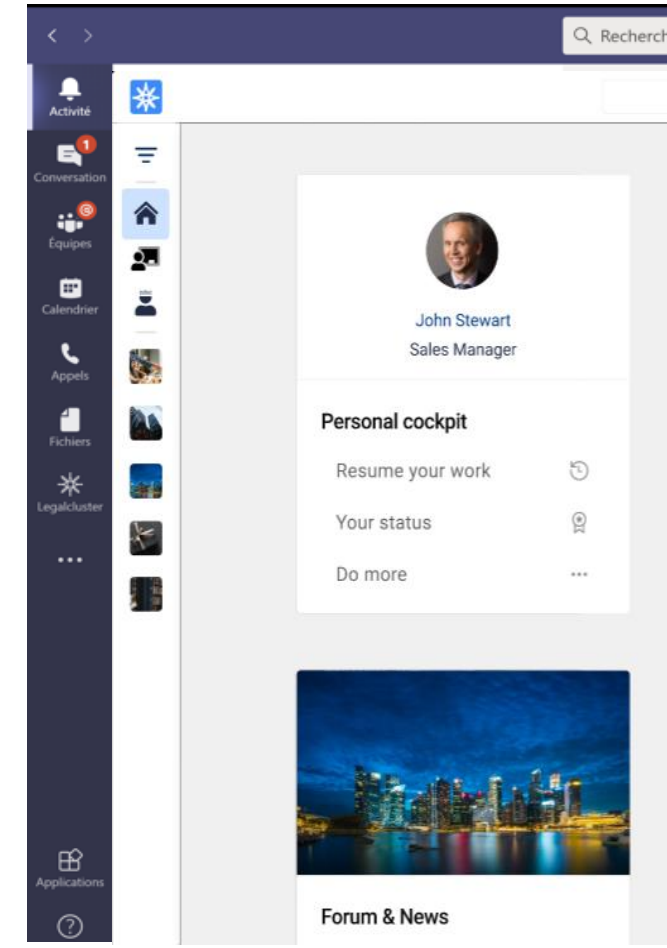 Recherch
Activité
1
Conversation
@
Équipes
Calendrier
Appels
Fichiers
Legalcluster
Applications
John Stewart
Sales Manager
Personal cockpit
Resume your work
Your status
Do more
Forum & News